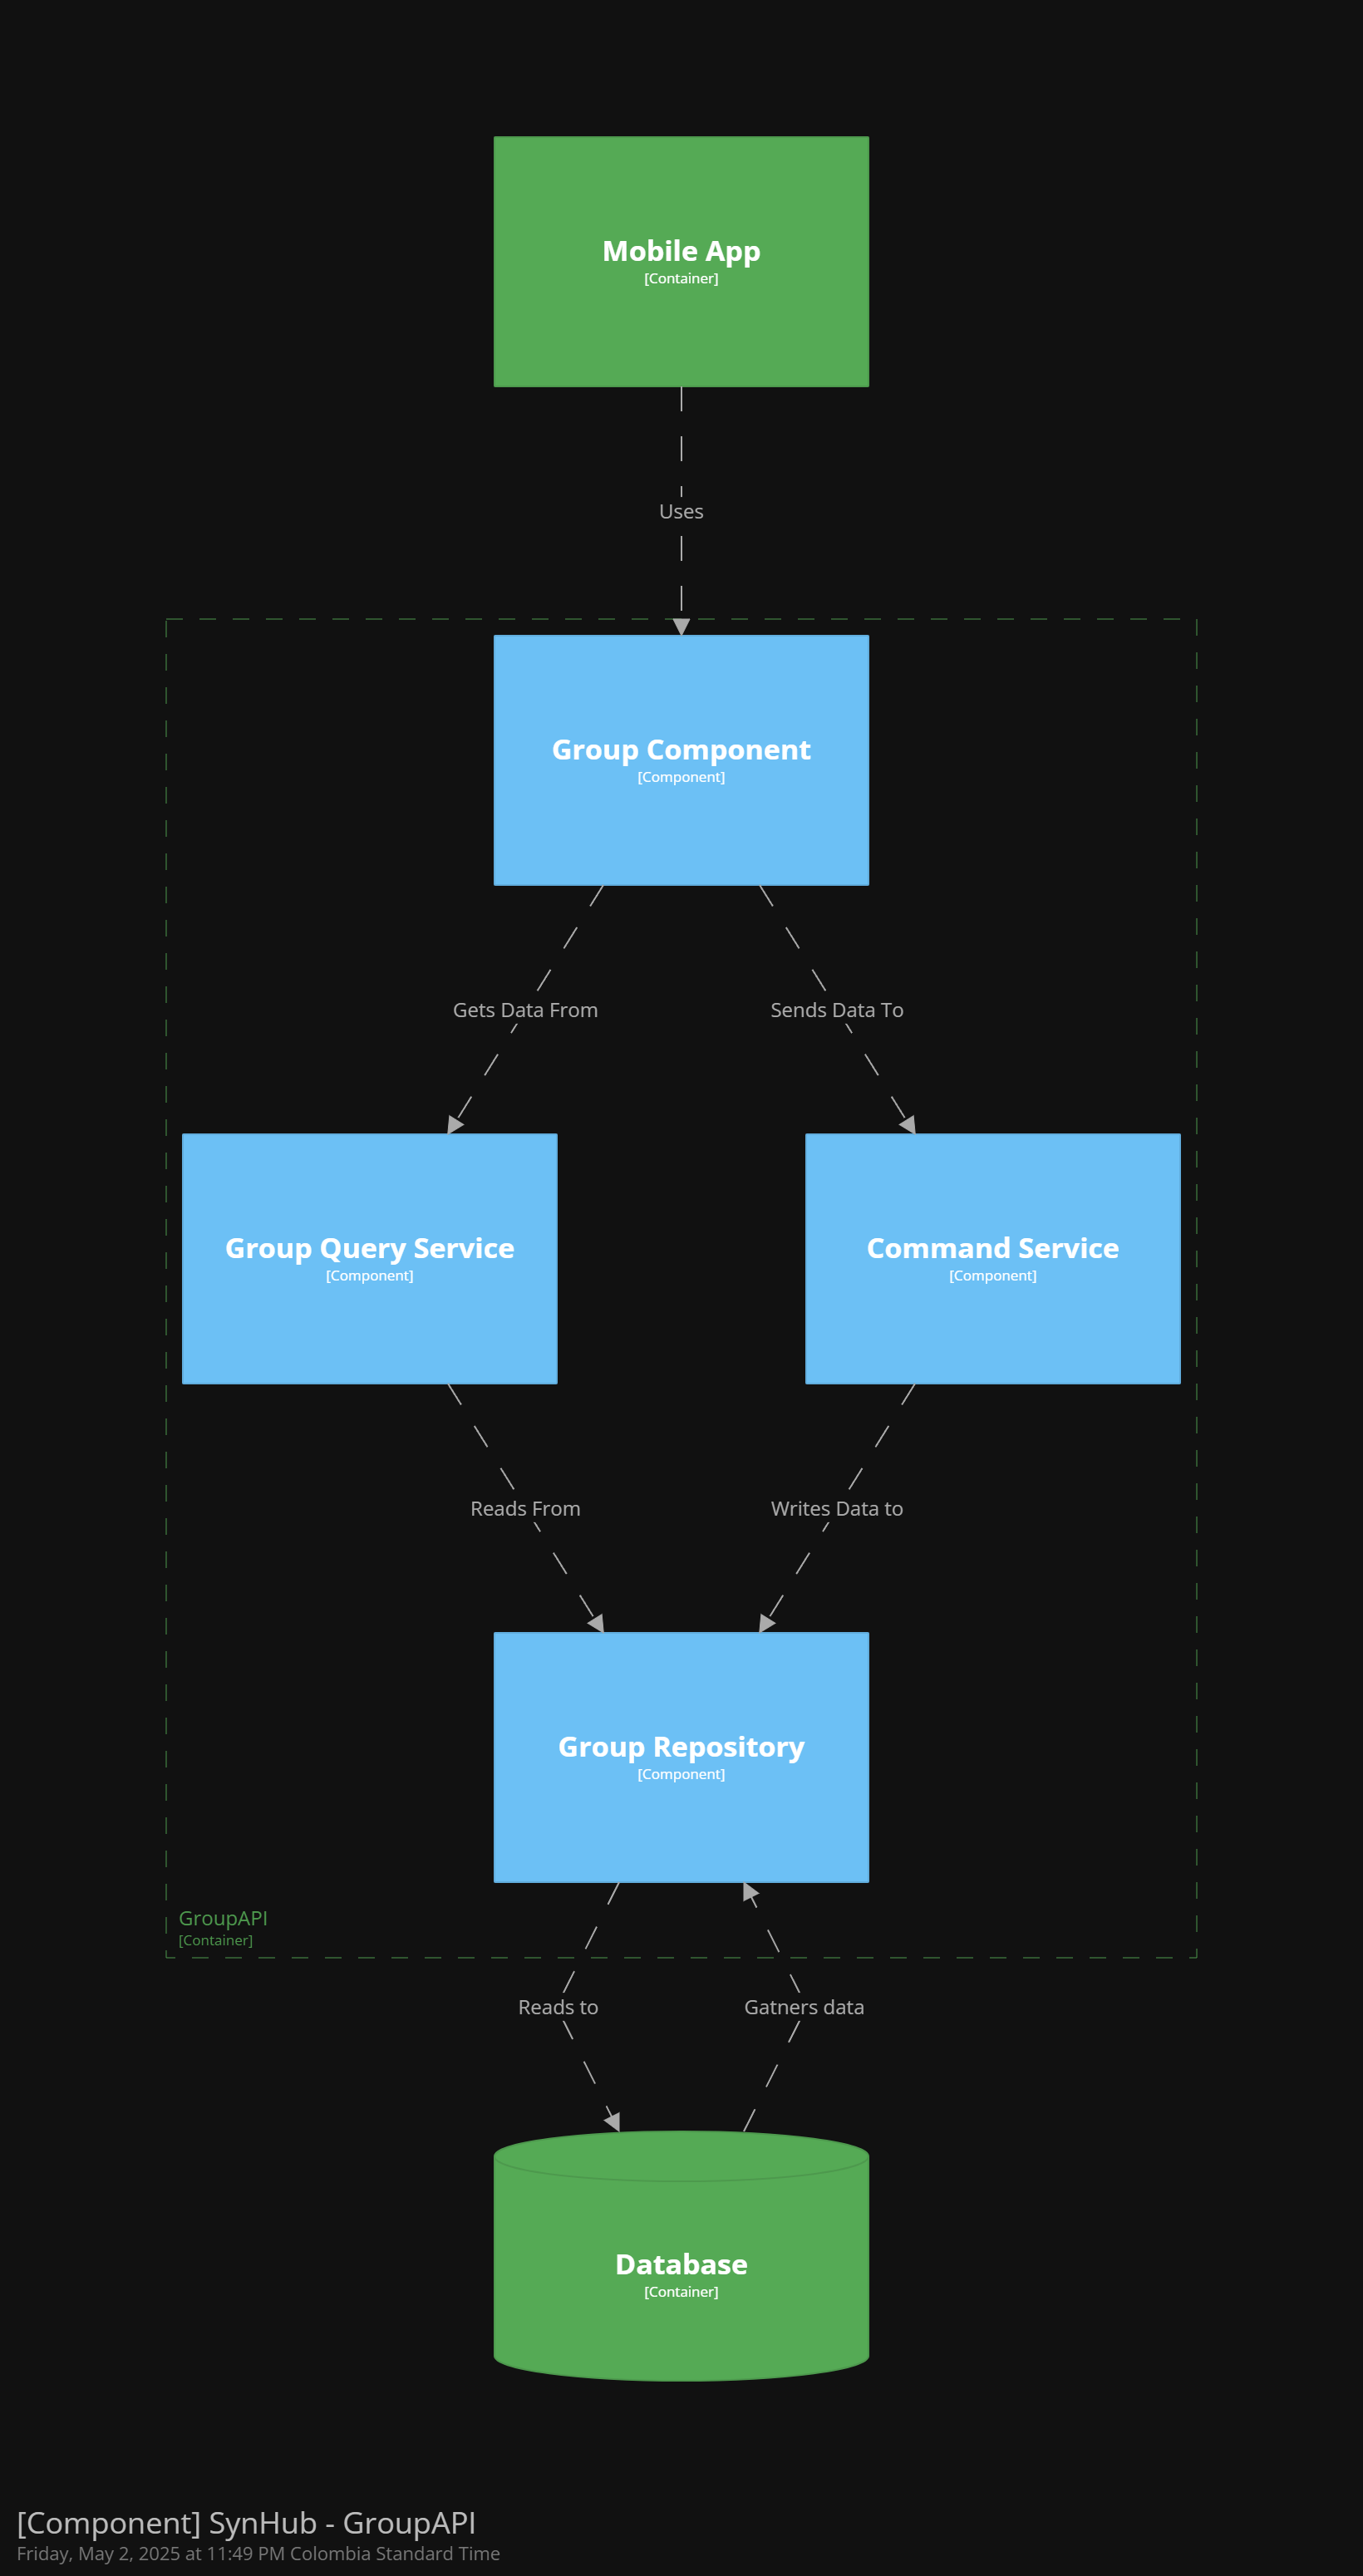 Mobile App
[Container]
Uses
Group Component
[Component]
Gets Data From
Sends Data To
Group Query Service
[Component]
Command Service
[Component]
Reads From
Writes Data to
Group Repository
[Component]
GroupAPI
[Container]
Reads to
Gatners data
Database
[Container]
[Component] SynHub - GroupAPI
Friday, May 2, 2025 at 11:49 PM Colombia Standard Time